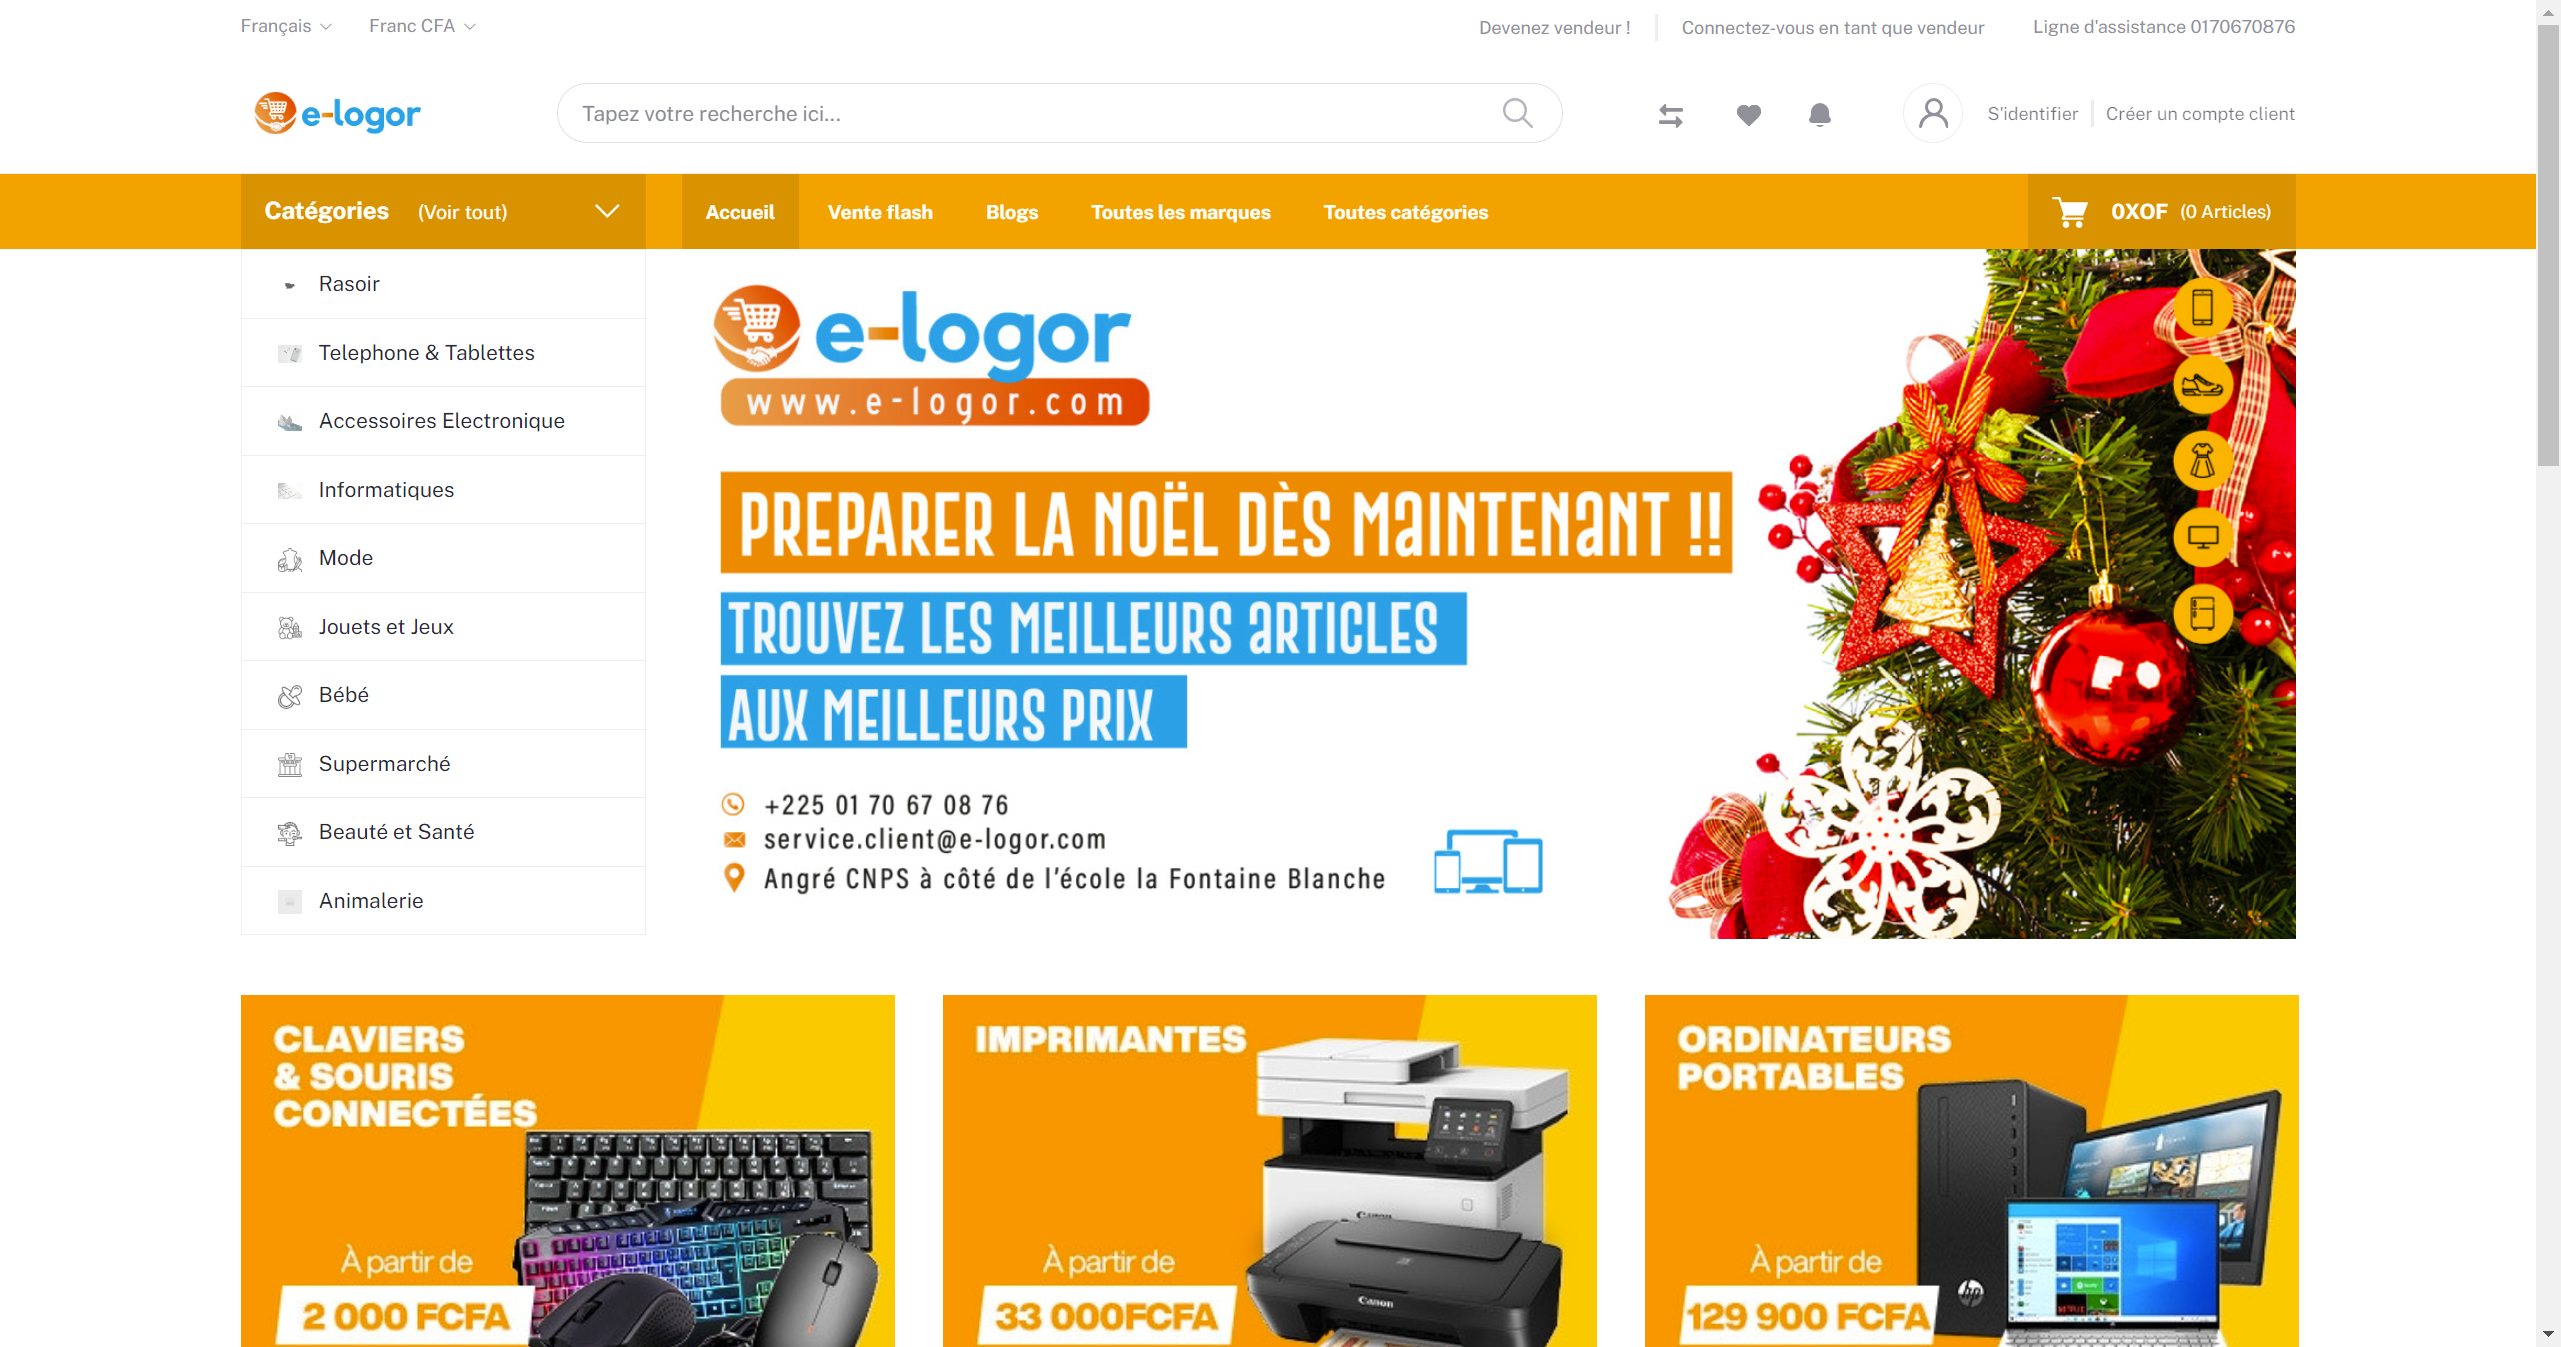 Français
Franc CFA
Devenez vendeur !
Connectez-vous en tant que vendeur
Ligne d'assistance 0170670876
e-logor
Tapez votre recherche ici...
S'identifier
Créer un compte client
Catégories (Voir tout)
Accueil
Vente flash
Blogs
Toutes les marques
Toutes catégories
0XOF (0 Articles)
Rasoir
Telephone & Tablettes
Accessoires Electronique
Informatiques
Mode
Jouets et Jeux
Bébé
Supermarché
Beauté et Santé
Animalerie
e-logor
www.e-logor.com
PREPARER LA NOËL DÈS MAINTENANT !!
TROUVEZ LES MEILLEURS ARTICLES
AUX MEILLEURS PRIX
+225 01 70 67 08 76
service.client@e-logor.com
Angré CNPS à côté de l'école la Fontaine Blanche
CLAVIERS
& SOURIS
CONNECTÉES
À partir de
2 000 FCFA
IMPRIMANTES
Canon
Canon
À partir de
33 000FCFA
ORDINATEURS
PORTABLES
hp
À partir de
129 900 FCFA